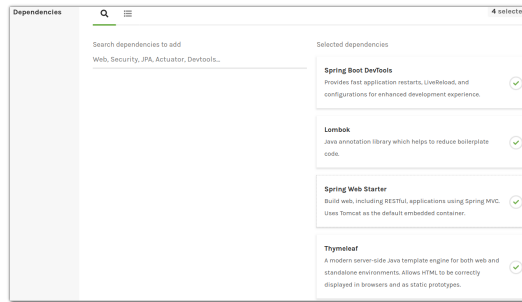 Dependencies
4 selecte
Search dependencies to add
Web, Security, JPA, Actuator, Devtools...
Selected dependencies
Spring Boot DevTools
Provides fast application restarts, LiveReload, and
configurations for enhanced development experience.
Lombok
Java annotation library which helps to reduce boilerplate
code.
Spring Web Starter
Build web, including RESTful, applications using Spring MVC.
Uses Tomcat as the default embedded container.
Thymeleaf
A modern server-side Java template engine for both web and
standalone environments. Allows HTML to be correctly
displayed in browsers and as static prototypes.